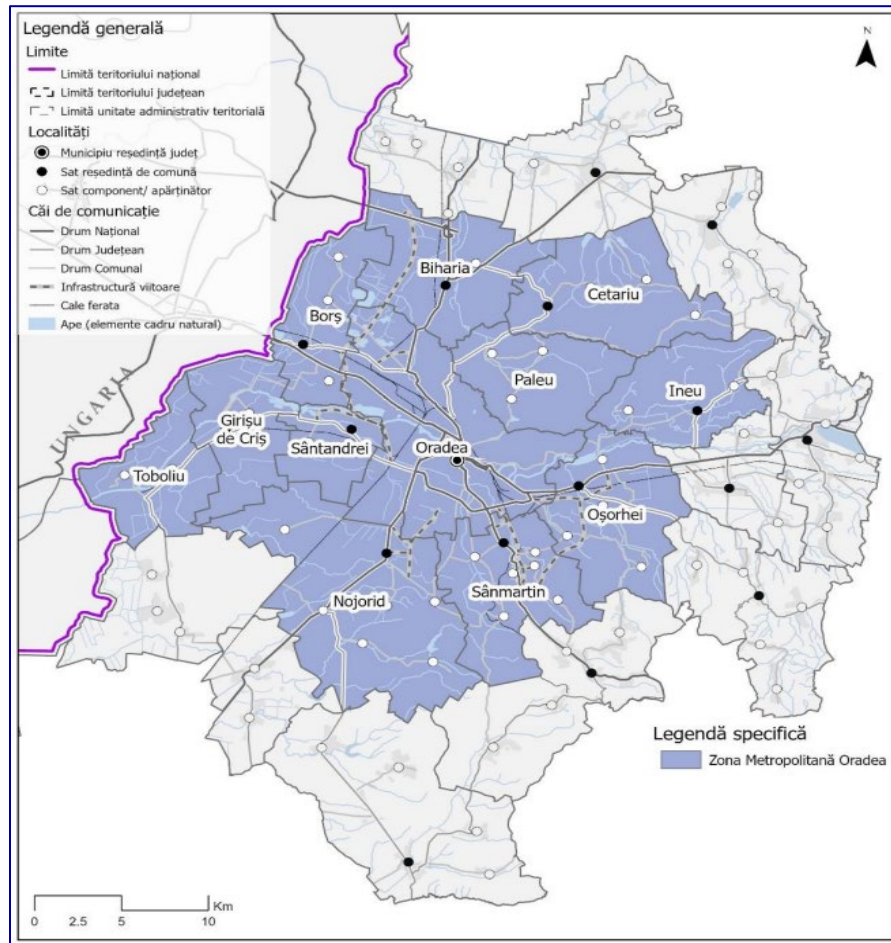 Legendă generală
Limite
Limită teritoriului național
Limită teritoriului județean
Limită unitate administrativ teritorială
Localități
Municipiu reședință județ
Sat reședință de comună
Sat component/ apărținător
Căi de comunicație
Drum Național
Drum Județean
Drum Comunal
Infrastructură viitoare
Cale ferata
Ape (elemente cadru natural)
N
UNGARIA
Biharia
Cetariu
Borș
Paleu
Ineu
Girișu
de Criș
Sântandrei
Oradea
Toboliu
Oșorhei
Sânmartin
Nojorid
Legendă specifică
Zona Metropolitană Oradea
Km
0 2.5 5 10